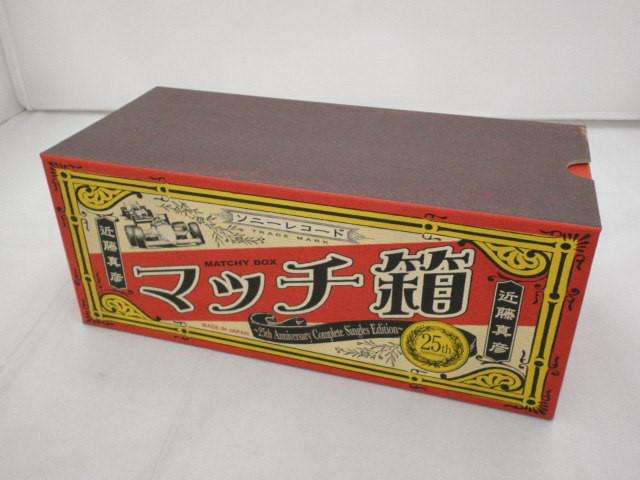 ソニーレコード
TRADE MARK
近藤真彦
MATCHY BOX
マッチ箱
近藤真彦
MADE IN JAPAN
~25th Anniversary Complete Singles Edition~
25th